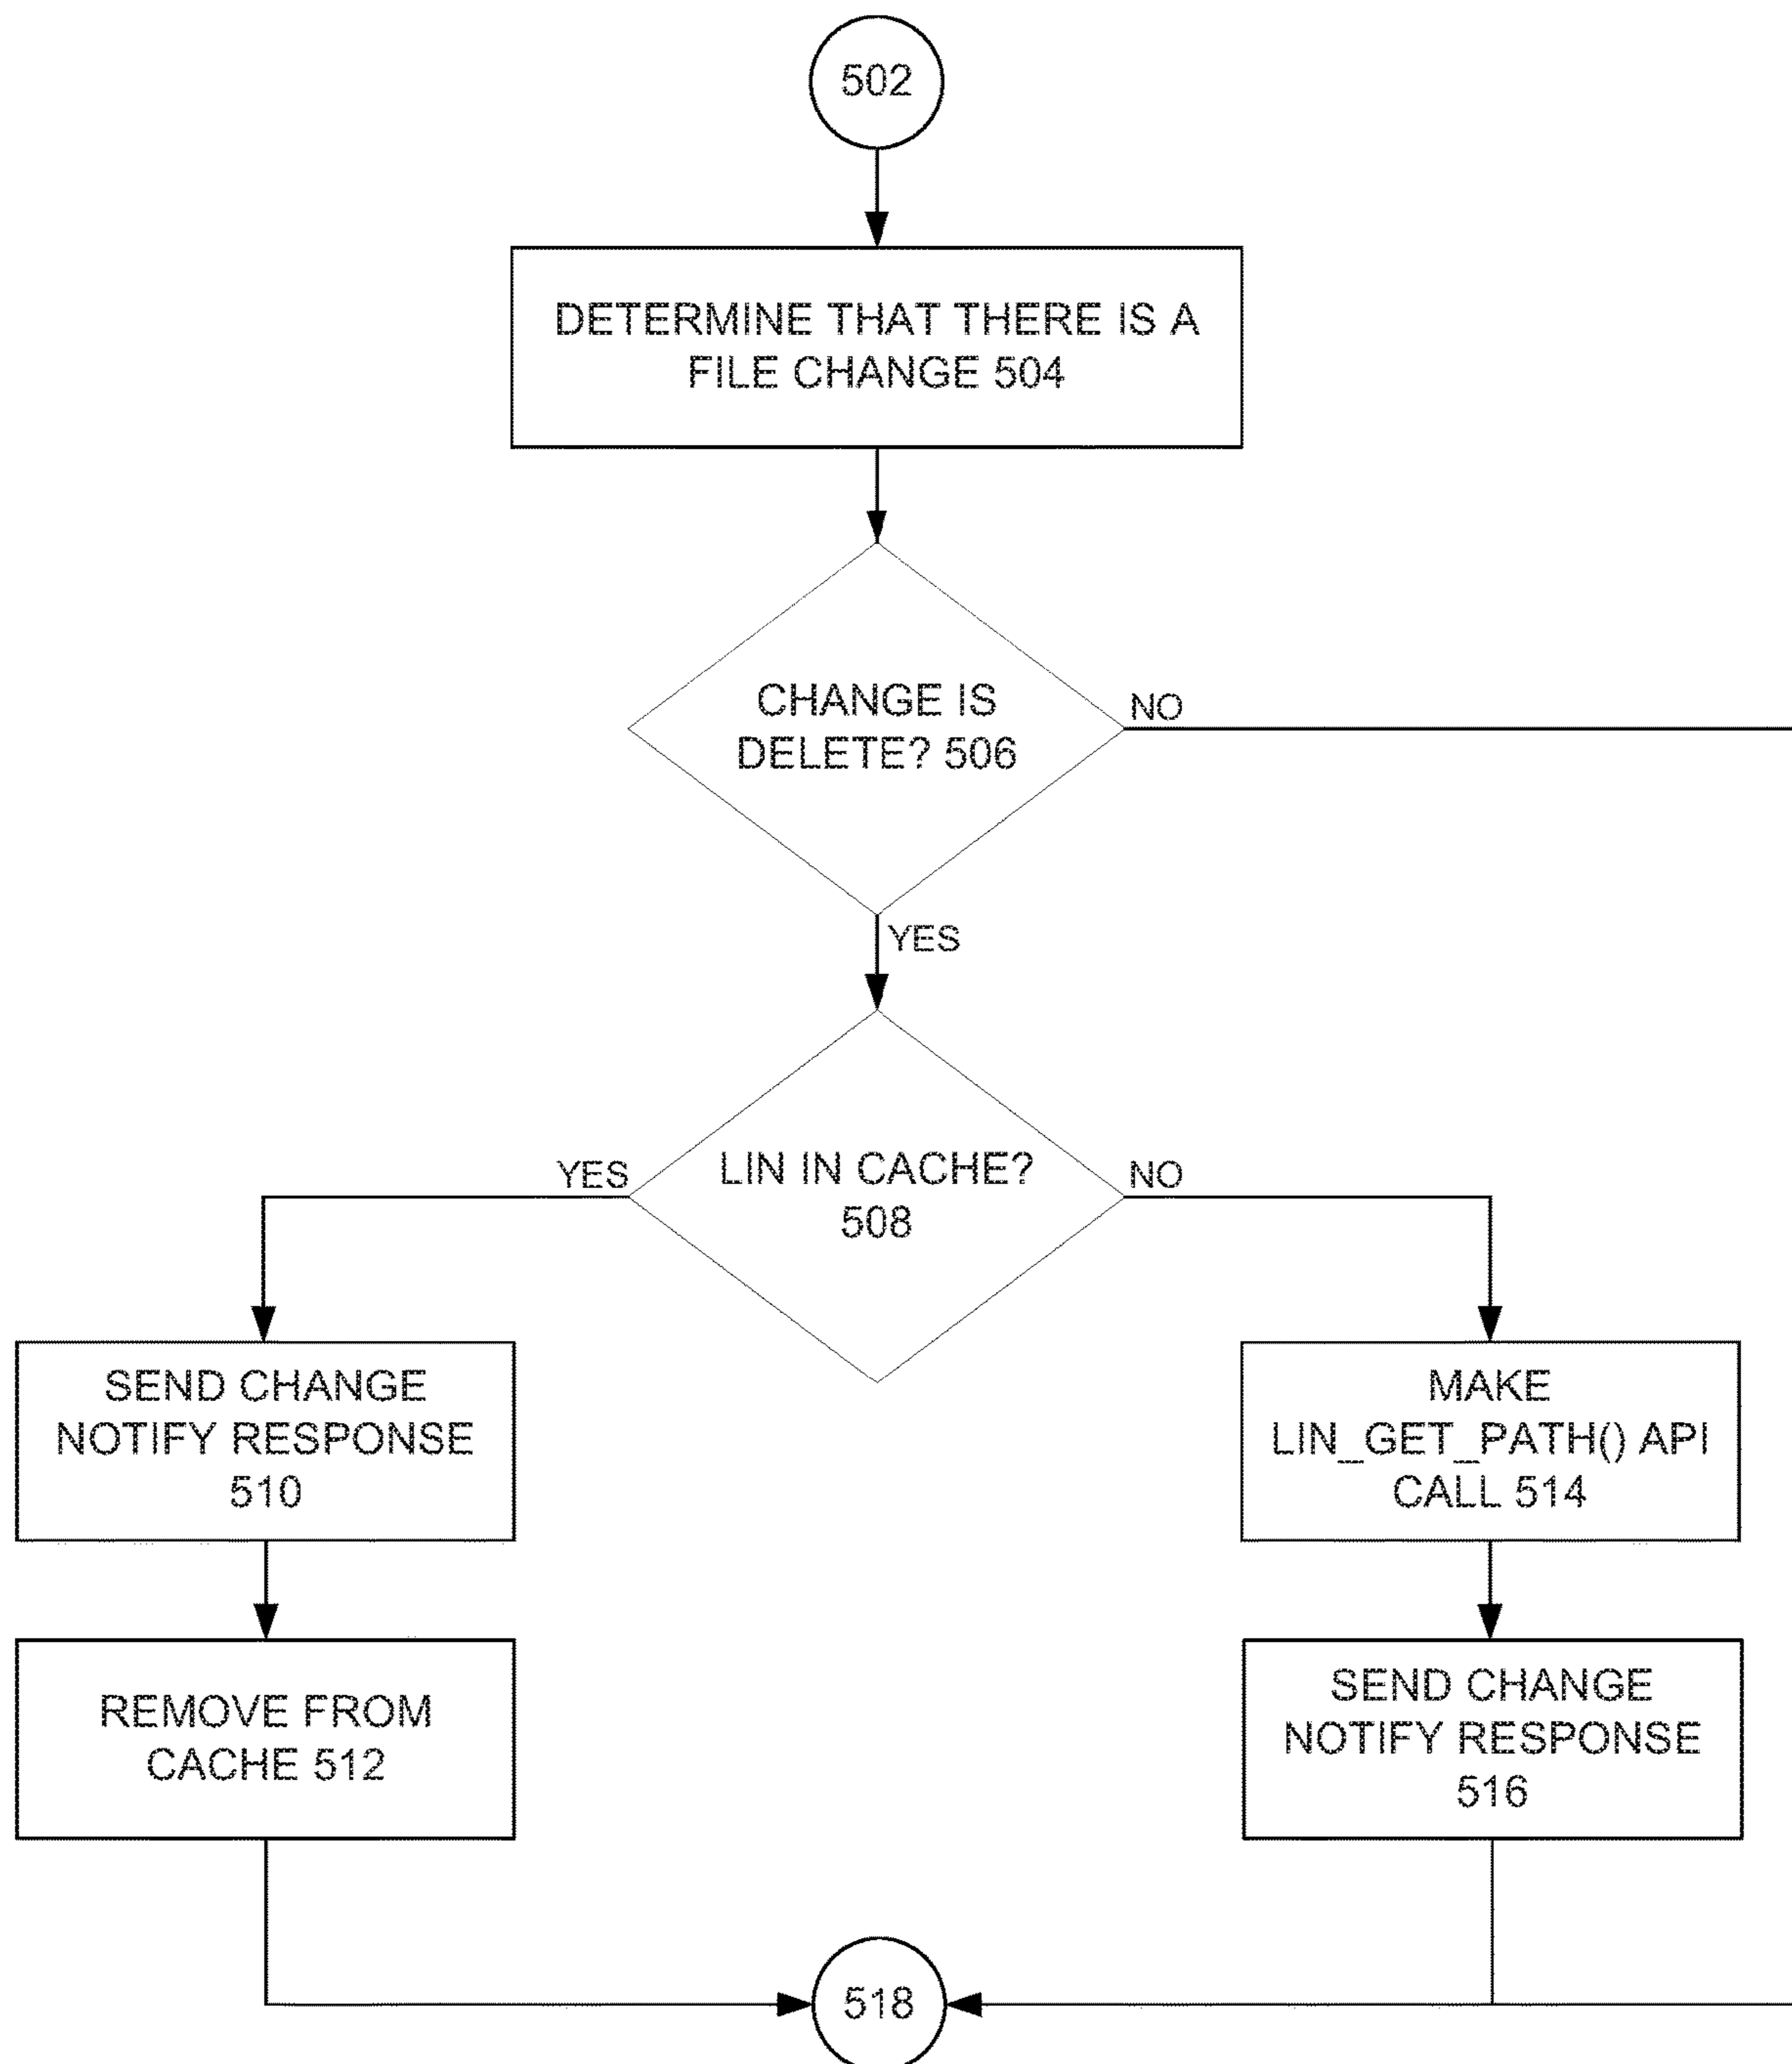 502
DETERMINE THAT THERE IS A
FILE CHANGE 504
CHANGE IS
DELETE? 506
NO
YES
LIN IN CACHE?
508
YES
NO
SEND CHANGE
NOTIFY RESPONSE
510
MAKE
LIN_GET_PATH() API
CALL 514
REMOVE FROM
CACHE 512
SEND CHANGE
NOTIFY RESPONSE
516
518